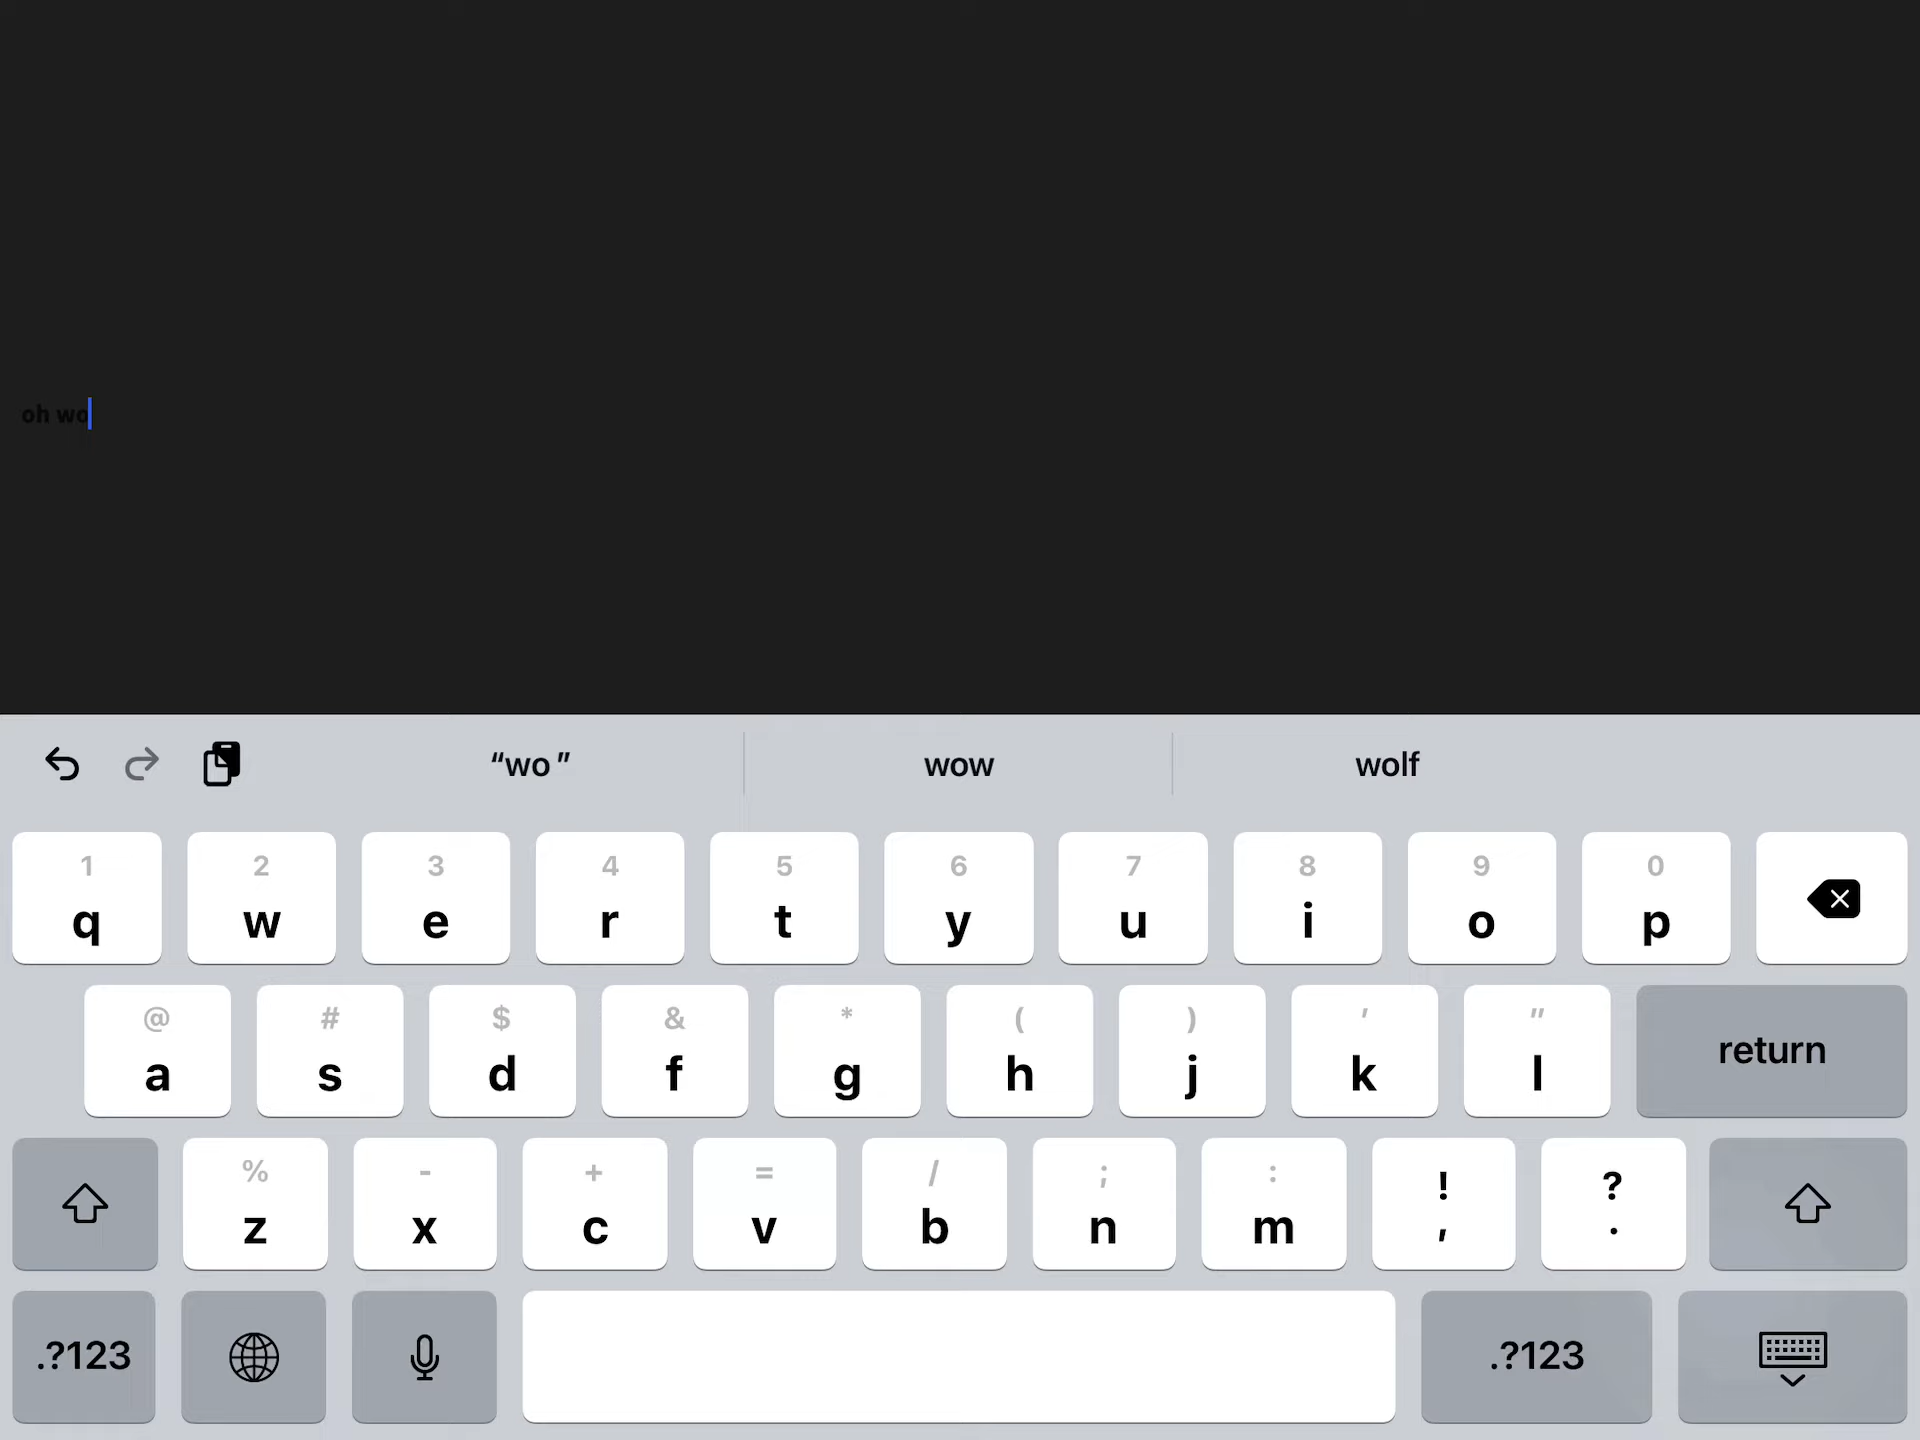 oh wo
“wo” wow wolf
1 2 3 4 5 6 7 8 9 0
q w e r t y u i o p
@ # $ & * ( ) ' "
a s d f g h j k l return
% - + = / ; : ! ?
z x c v b n m , .
.?123 .?123